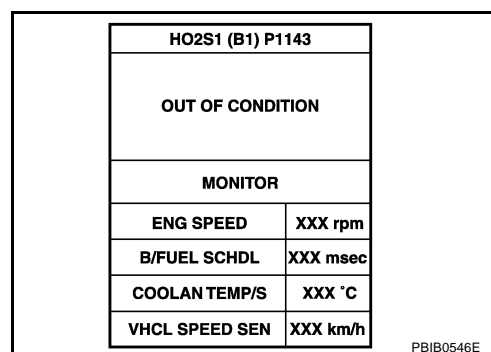 HO2S1 (B1) P1143
OUT OF CONDITION
MONITOR
ENG SPEED XXX rpm
B/FUEL SCHDL XXX msec
COOLAN TEMP/S XXX °C
VHCL SPEED SEN XXX km/h
PBIB0546E